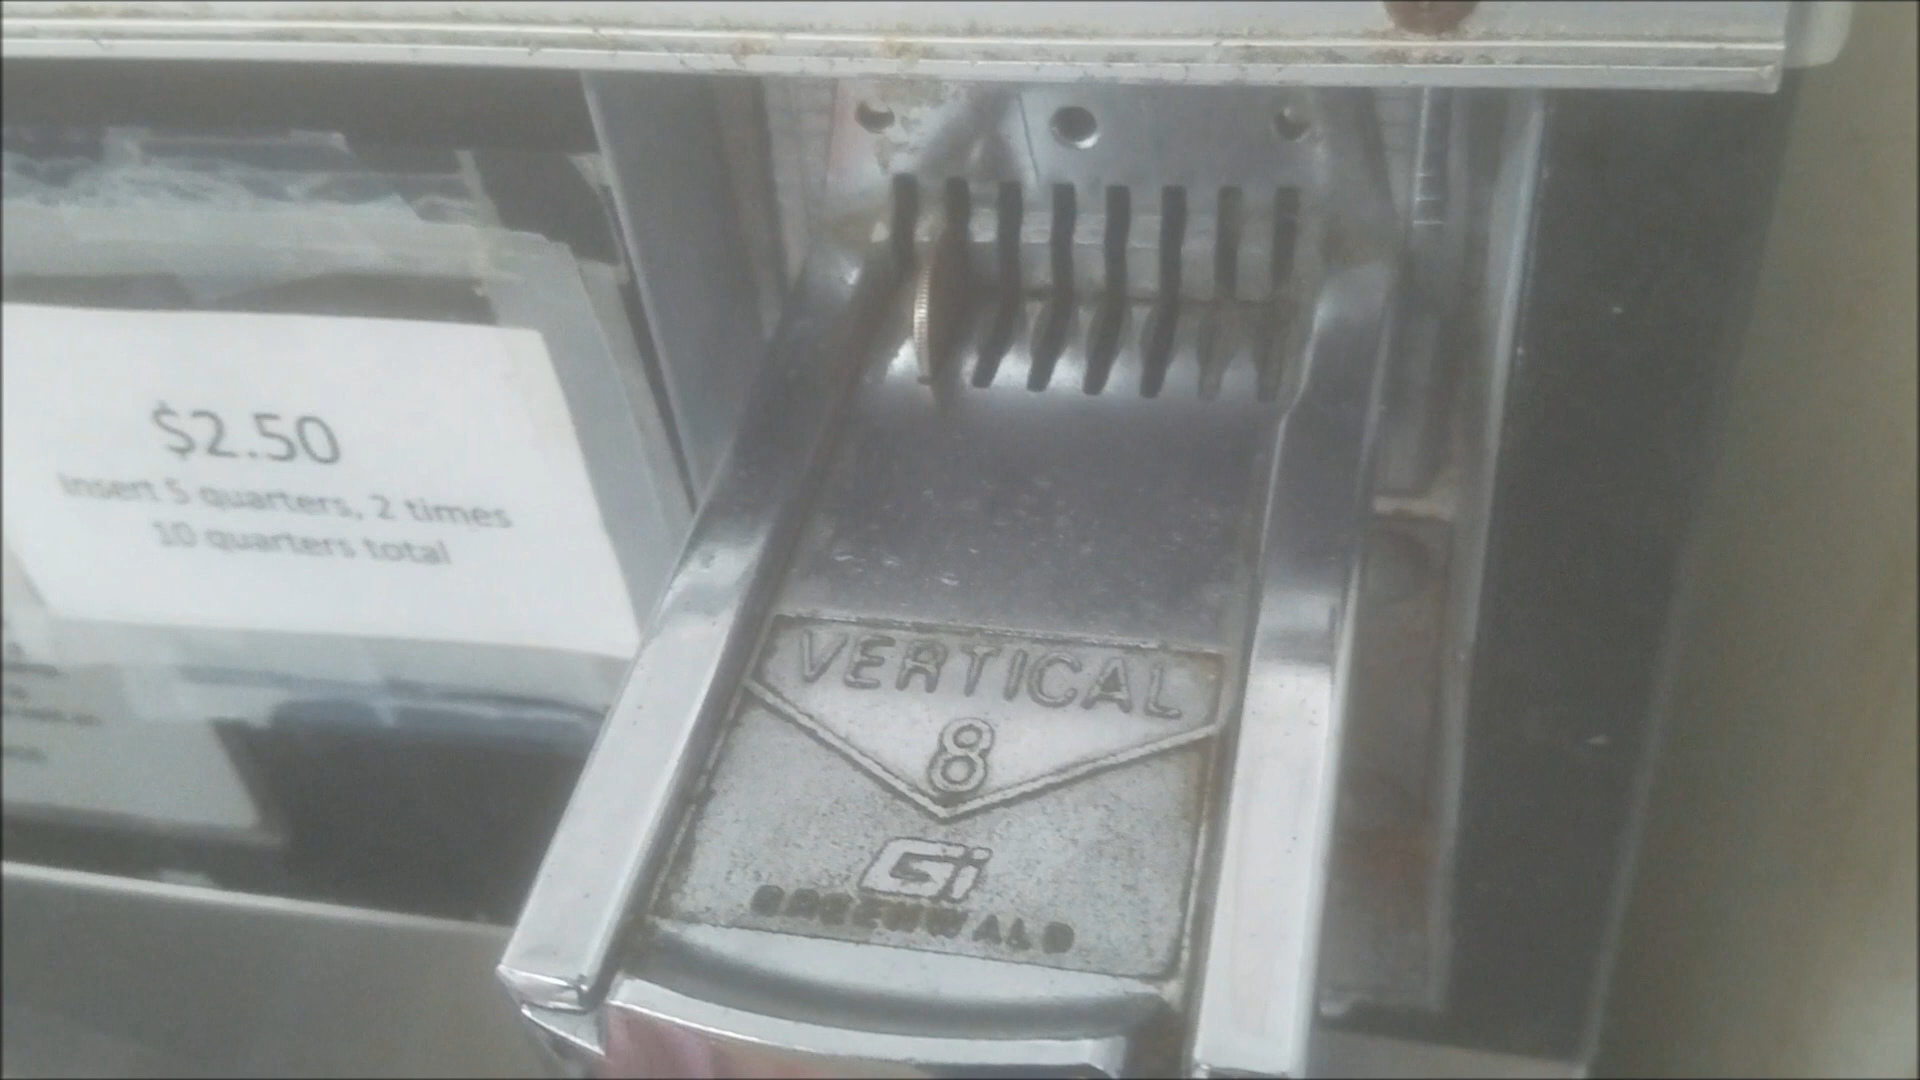 $2.50
Insert 5 quarters, 2 times
10 quarters total
VERTICAL
8
Gi
GREENWALD